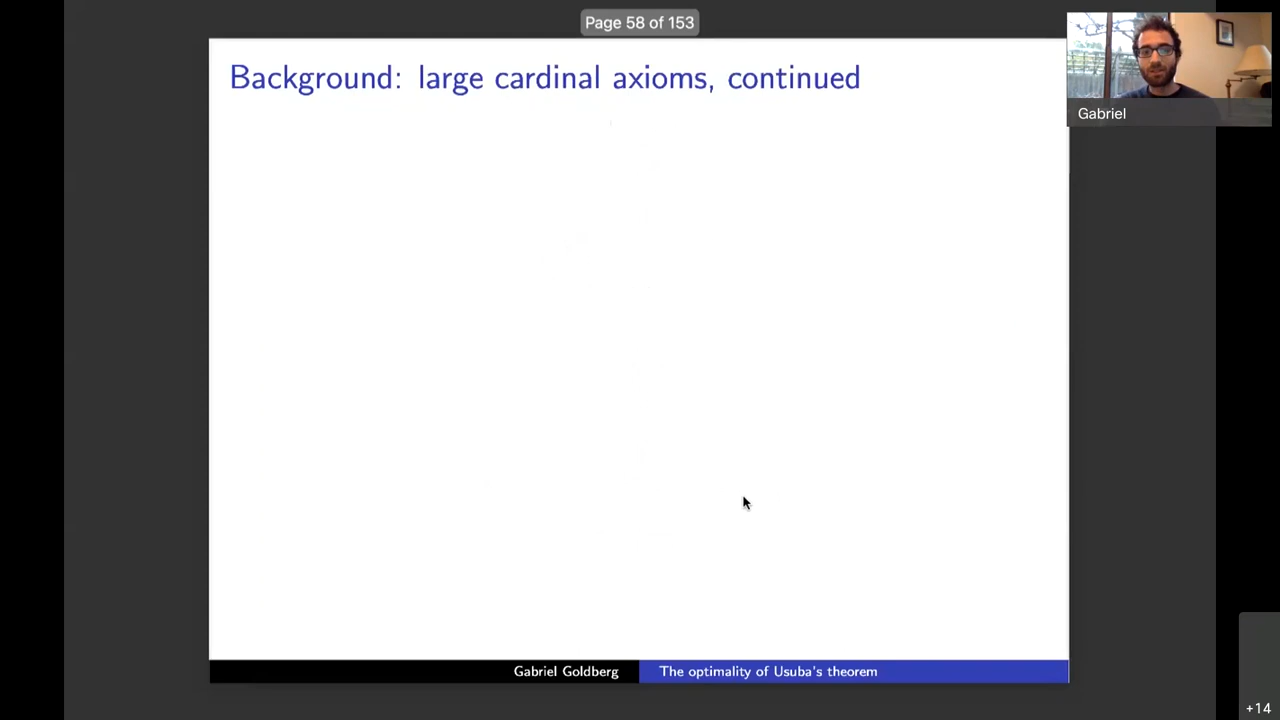 Page 58 of 153
Background: large cardinal axioms, continued
Gabriel
Gabriel Goldberg
The optimality of Usuba's theorem
+14